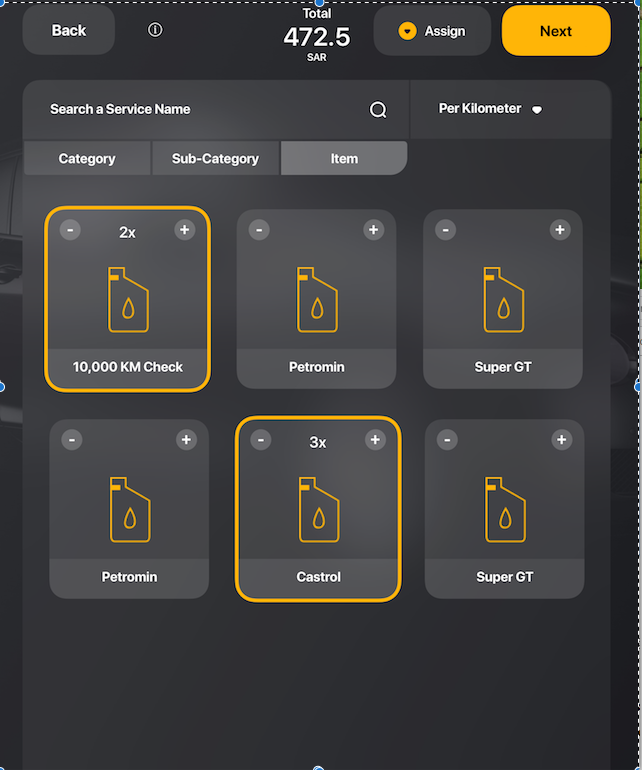 Back
Total
472.5
SAR
Assign
Next
Search a Service Name
Per Kilometer
Category
Sub-Category
Item
- 2x +
- +
- +
10,000 KM Check
Petromin
Super GT
- +
- 3x +
- +
Petromin
Castrol
Super GT